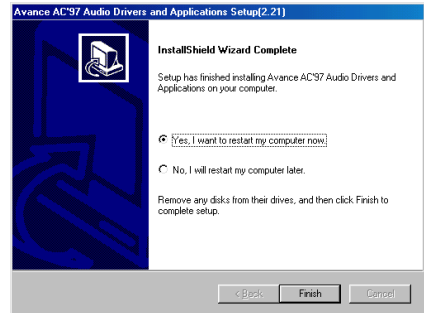 Avance AC'97 Audio Drivers and Applications Setup(2.21)
InstallShield Wizard Complete
Setup has finished installing Avance AC'97 Audio Drivers and
Applications on your computer.
Yes, I want to restart my computer now.
No, I will restart my computer later.
Remove any disks from their drives, and then click Finish to
complete setup.
< Back
Finish
Cancel